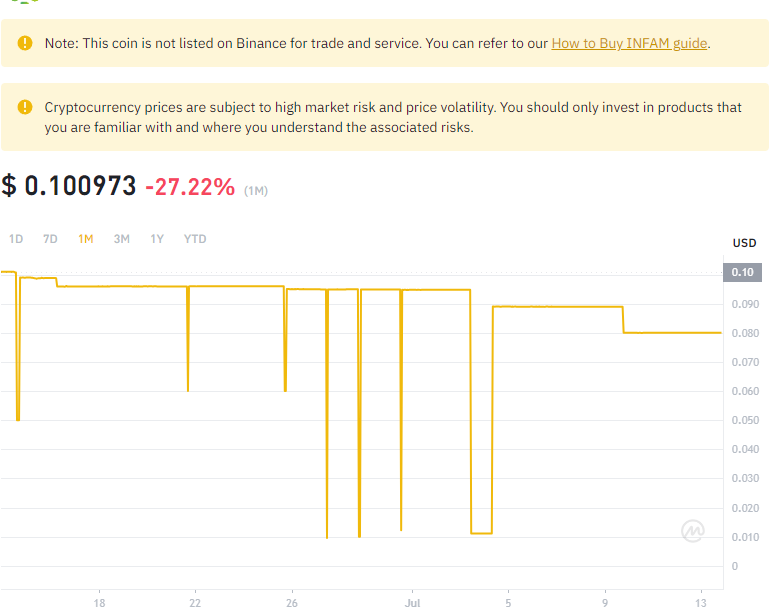 Note: This coin is not listed on Binance for trade and service. You can refer to our How to Buy INFAM guide.
Cryptocurrency prices are subject to high market risk and price volatility. You should only invest in products that
you are familiar with and where you understand the associated risks.
$ 0.100973 -27.22% (1M)
1D 7D 1M 3M 1Y YTD
USD
0.10
0.090
0.080
0.070
0.060
0.050
0.040
0.030
0.020
0.010
0
18 22 26 Jul 5 9 13